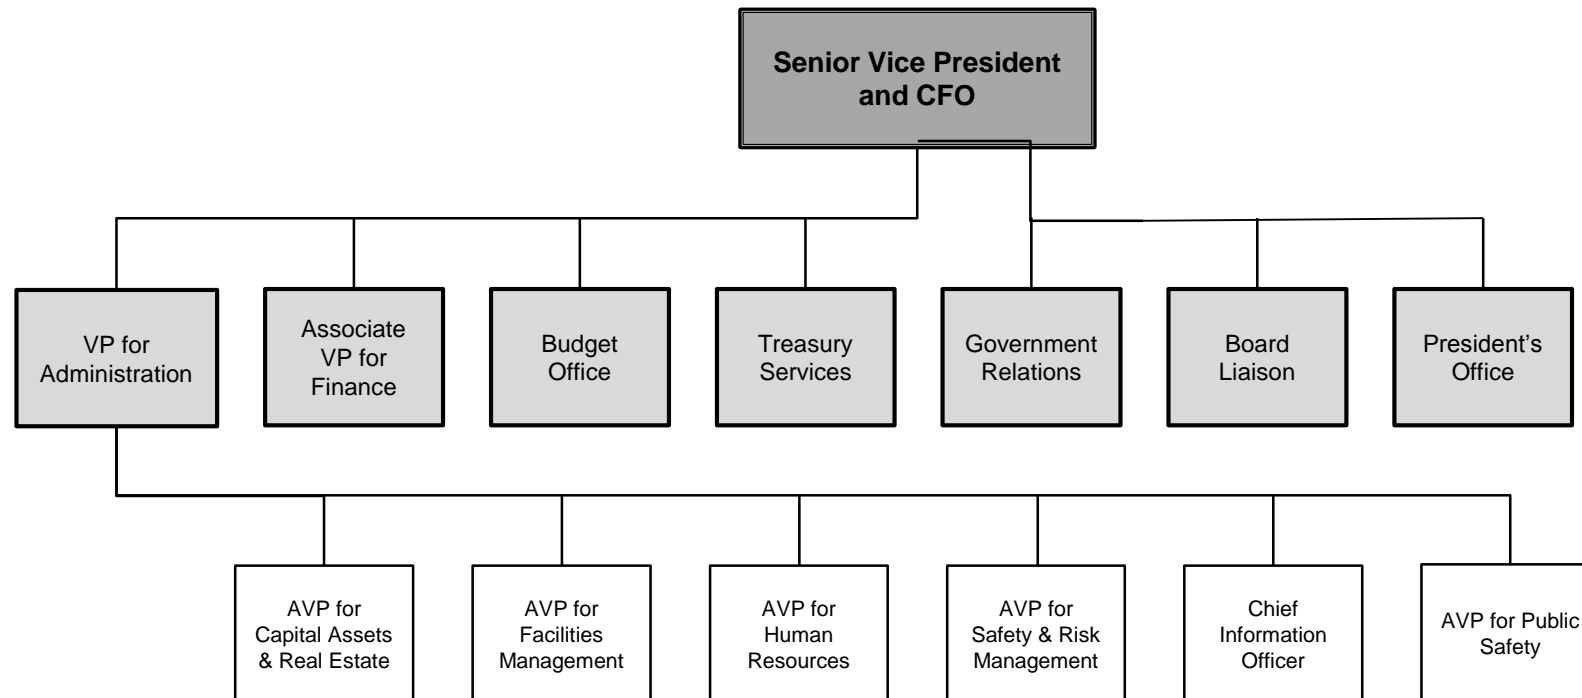 Senior Vice President
and CFO
VP for
Administration
Associate
VP for
Finance
Budget
Office
Treasury
Services
Government
Relations
Board
Liaison
President’s
Office
AVP for
Capital Assets
& Real Estate
AVP for
Facilities
Management
AVP for
Human
Resources
AVP for
Safety & Risk
Management
Chief
Information
Officer
AVP for Public
Safety